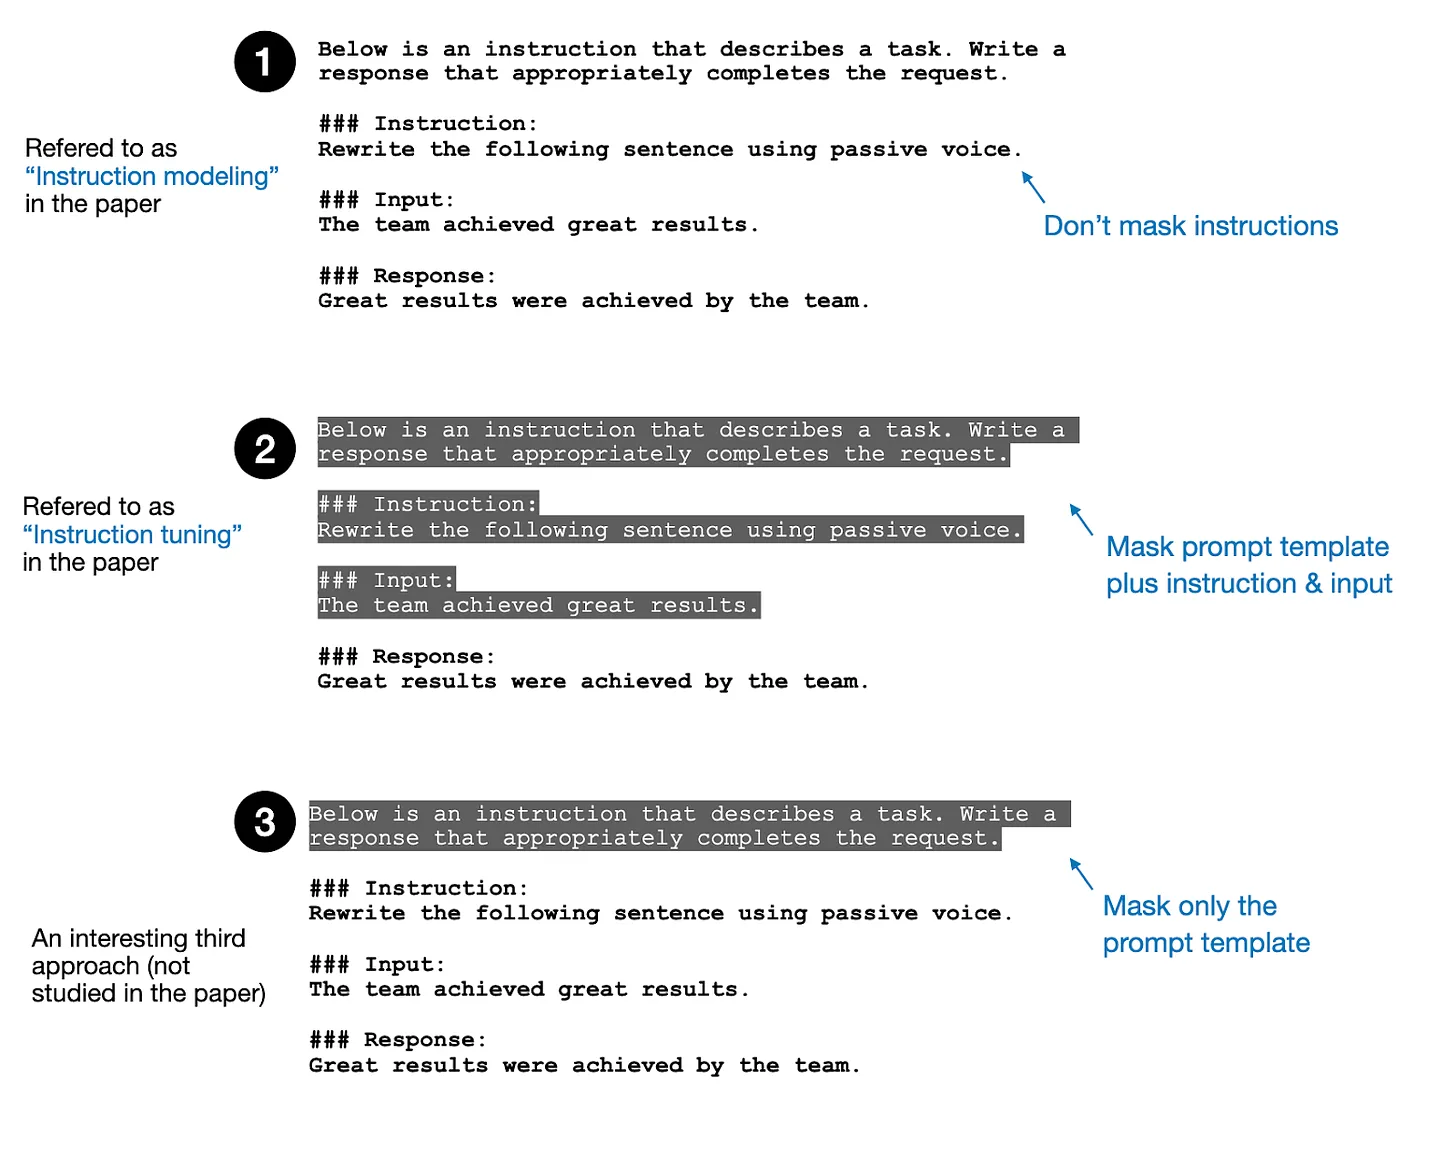 1
Below is an instruction that describes a task. Write a
response that appropriately completes the request.
### Instruction:
Rewrite the following sentence using passive voice.
### Input:
The team achieved great results.
### Response:
Great results were achieved by the team.
Refered to as
“Instruction modeling”
in the paper
Don’t mask instructions
2
Below is an instruction that describes a task. Write a
response that appropriately completes the request.
### Instruction:
Rewrite the following sentence using passive voice.
### Input:
The team achieved great results.
### Response:
Great results were achieved by the team.
Refered to as
“Instruction tuning”
in the paper
Mask prompt template
plus instruction & input
3
Below is an instruction that describes a task. Write a
response that appropriately completes the request.
### Instruction:
Rewrite the following sentence using passive voice.
### Input:
The team achieved great results.
### Response:
Great results were achieved by the team.
An interesting third
approach (not
studied in the paper)
Mask only the
prompt template